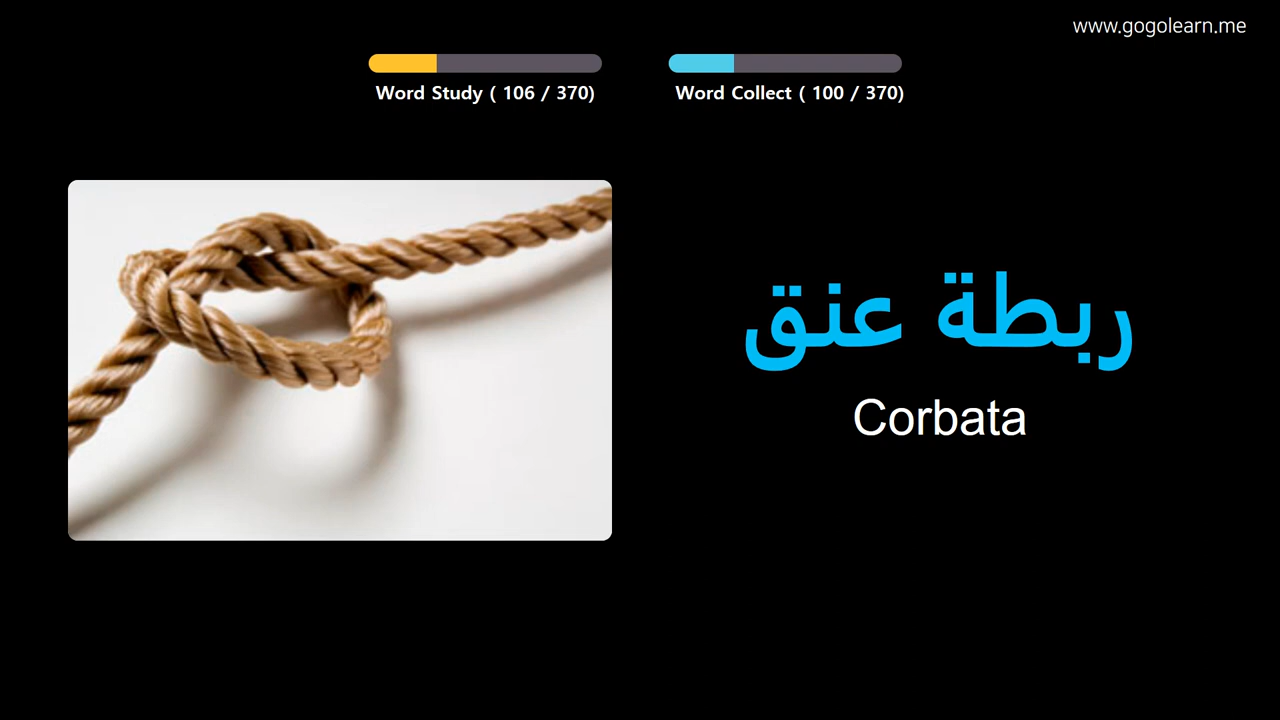 www.gogolearn.me
Word Study ( 106 / 370)
Word Collect ( 100 / 370)
ربطة عنق
Corbata